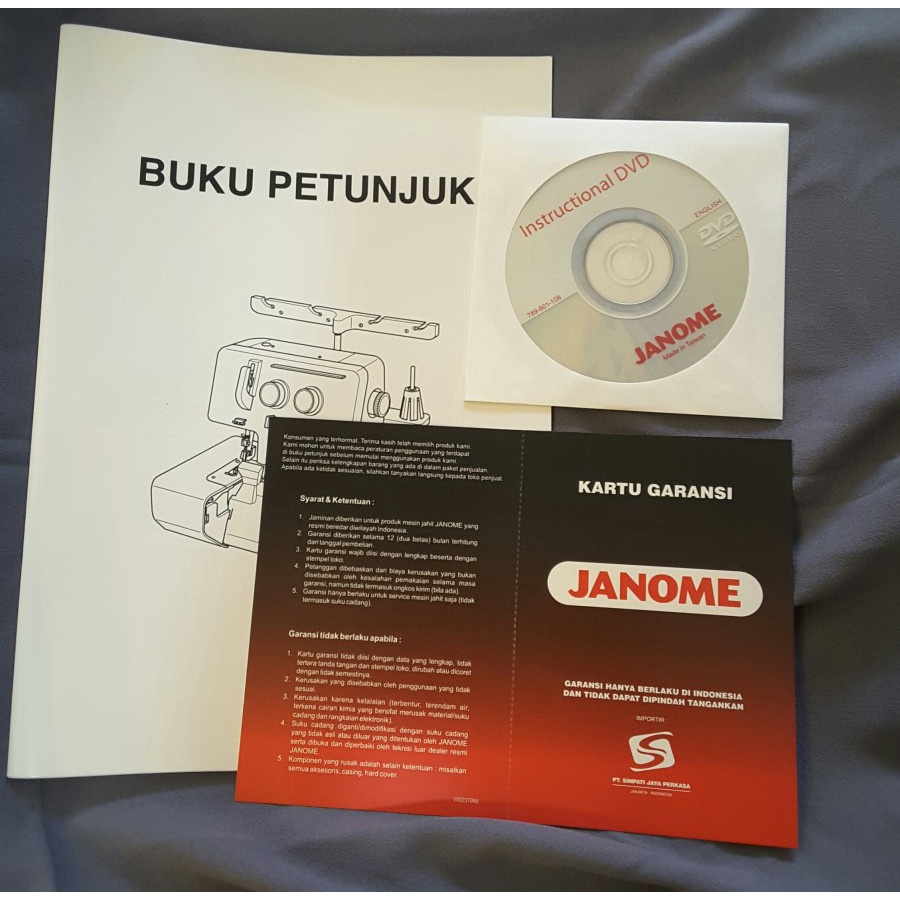 BUKU PETUNJUK
Instructional DVD
ENGLISH
DVD
VIDEO
789-801-108
JANOME
Made in Taiwan
Konsuman yang terhormat. Terima kasih telah memilih produk kami.
Kami mohon untuk membaca peraturan penggunaan yang terdapat
di buku petunjuk sebelum memulai menggunakan produk kami.
Selain itu periksa kelengkapan barang yang ada di dalam paket penjualan.
Apabila ada ketidak sesuaian, silahkan tanyakan langsung kepada toko penjual.
Syarat & Ketentuan :
1. Jaminan diberikan untuk produk mesin jahit JANOME yang
resmi beredar diwilayah Indonesia.
2. Garansi diberikan selama 12 (dua belas) bulan terhitung
dari tanggal pembelian.
3. Kartu garansi wajib diisi dengan lengkap beserta dengan
stempel toko.
4. Pelanggan dibebaskan dari biaya kerusakan yang bukan
disebabkan oleh kesalahan pemakaian selama masa
garansi, namun tidak termasuk ongkos kirim (bila ada).
5. Garansi hanya berlaku untuk service mesin jahit saja (tidak
termasuk suku cadang).
Garansi tidak berlaku apabila :
1. Kartu garansi tidak diisi dengan data yang lengkap, tidak
tertera tanda tangan dan stempel toko, dirubah atau dicoret
dengan tidak semestinya.
2. Kerusakan yang disebabkan oleh penggunaan yang tidak
sesuai.
3. Kerusakan karena kelalaian (terbentur, terendam air,
terkena cairan kimia yang bersifat merusak material/suku
cadang dan rangkaian elektronik).
4. Suku cadang diganti/dimodifikasi dengan suku cadang
yang tidak asli atau diluar yang ditentukan oleh JANOME
serta dibuka dan diperbaiki oleh teknisi luar dealer resmi
JANOME.
5. Komponen yang rusak adalah selain ketentuan : misalkan
semua aksesoris, casing, hard cover.
KARTU GARANSI
JANOME
GARANSI HANYA BERLAKU DI INDONESIA
DAN TIDAK DAPAT DIPINDAH TANGANKAN
IMPORTIR :
PT. SIMPATI JAYA PERKASA
JAKARTA - INDONESIA